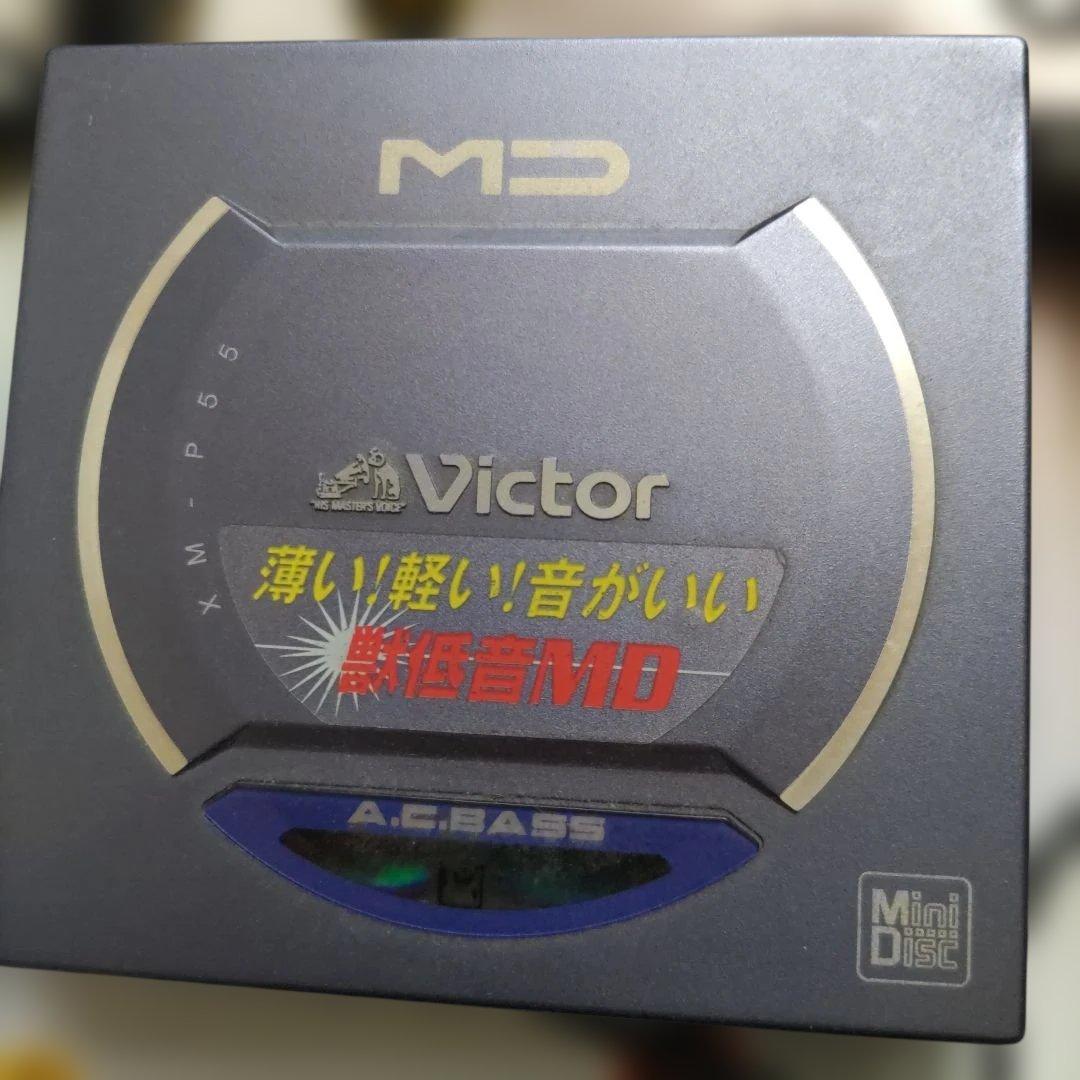 MD
XM-P55
"HIS MASTER'S VOICE"
Victor
薄い!軽い!音がいい
獣低音MD
A.C.BASS
Mini
Disc